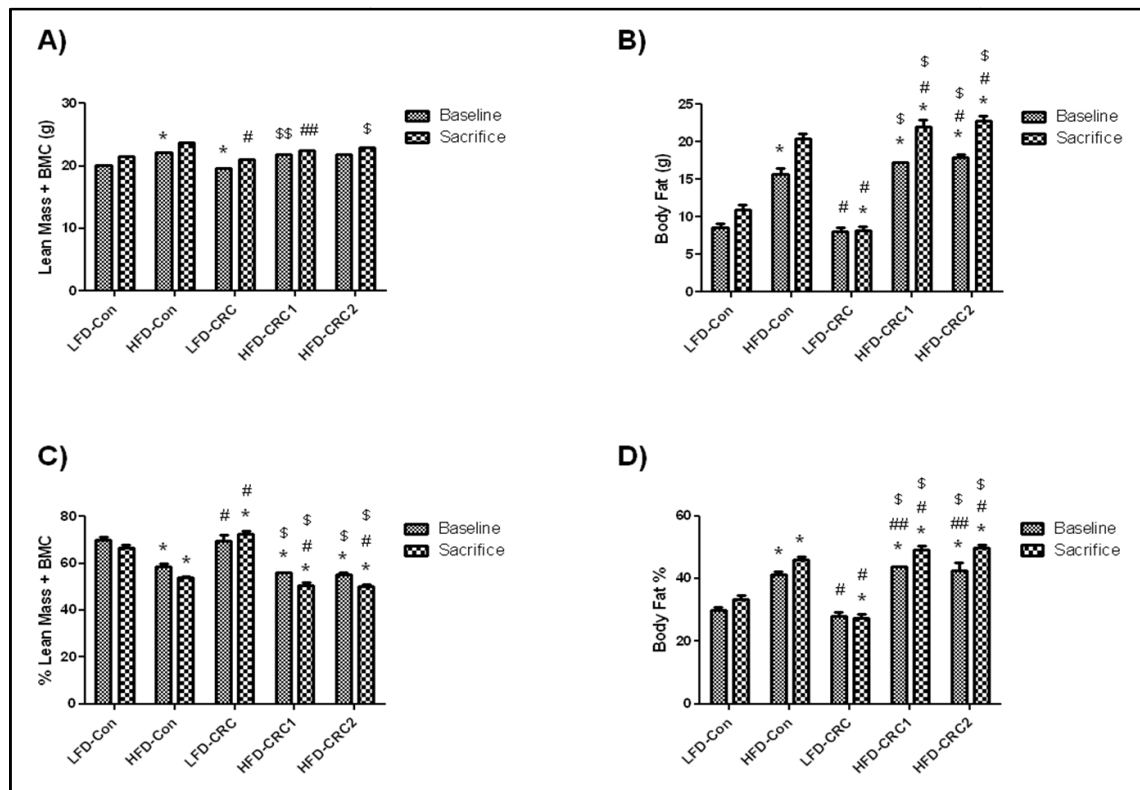 A)
Lean Mass + BMC (g)
30
20
10
0
* # $$ ## $
*
LFD-Con
HFD-Con
LFD-CRC
HFD-CRC1
HFD-CRC2
Baseline
Sacrifice
B)
Body Fat (g)
25
20
15
10
5
0
$ $
# $ #
$ * # *
* # * *
# *
LFD-Con
HFD-Con
LFD-CRC
HFD-CRC1
HFD-CRC2
Baseline
Sacrifice
C)
% Lean Mass + BMC
80
60
40
20
0
# $ $
# * $ # $ #
* * * * * *
LFD-Con
HFD-Con
LFD-CRC
HFD-CRC1
HFD-CRC2
Baseline
Sacrifice
D)
Body Fat %
60
40
20
0
$ $ $ $
## # ## #
* * * * * *
# #
*
LFD-Con
HFD-Con
LFD-CRC
HFD-CRC1
HFD-CRC2
Baseline
Sacrifice